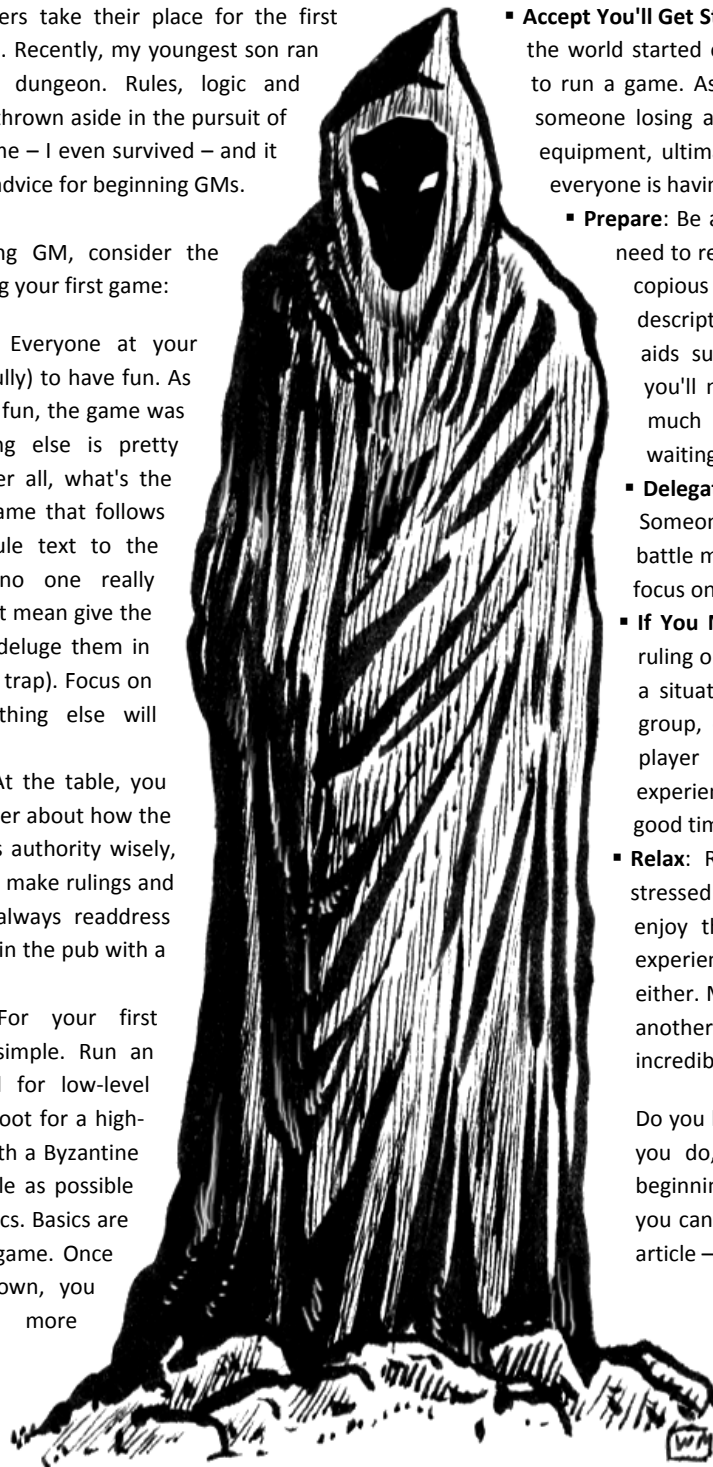 ers take their place for the first
. Recently, my youngest son ran
dungeon. Rules, logic and
thrown aside in the pursuit of
me – I even survived – and it
advice for beginning GMs.
ng GM, consider the
ng your first game:
Everyone at your
ully) to have fun. As
fun, the game was
ng else is pretty
er all, what's the
ame that follows
ule text to the
no one really
t mean give the
deluge them in
trap). Focus on
thing else will
At the table, you
er about how the
s authority wisely,
make rulings and
always readdress
in the pub with a
For your first
simple. Run an
d for low-level
oot for a high-
th a Byzantine
le as possible
cs. Basics are
game. Once
own, you
more
▪ Accept You'll Get St
the world started o
to run a game. As
someone losing a
equipment, ultim
everyone is havin
▪ Prepare: Be a
need to re
copious
descript
aids su
you'll n
much
waiting
▪ Delegat
Someon
battle m
focus on
▪ If You M
ruling o
a situat
group,
player
experien
good tim
▪ Relax: R
stressed
enjoy th
experien
either. M
another
incredib
Do you h
you do,
beginnin
you can
article –
WM